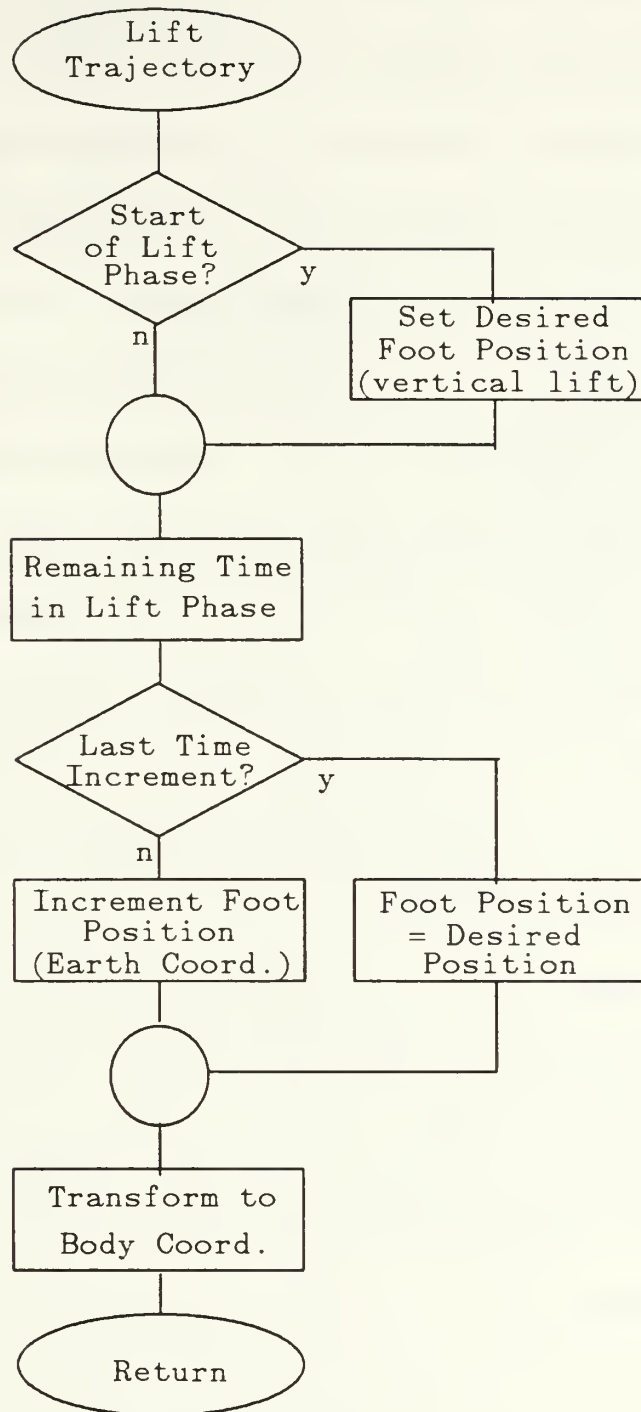 Lift
Trajectory
Start
of Lift
Phase?
y
n
Set Desired
Foot Position
(vertical lift)
Remaining Time
in Lift Phase
Last Time
Increment?
y
n
Increment Foot
Position
(Earth Coord.)
Foot Position
= Desired
Position
Transform to
Body Coord.
Return